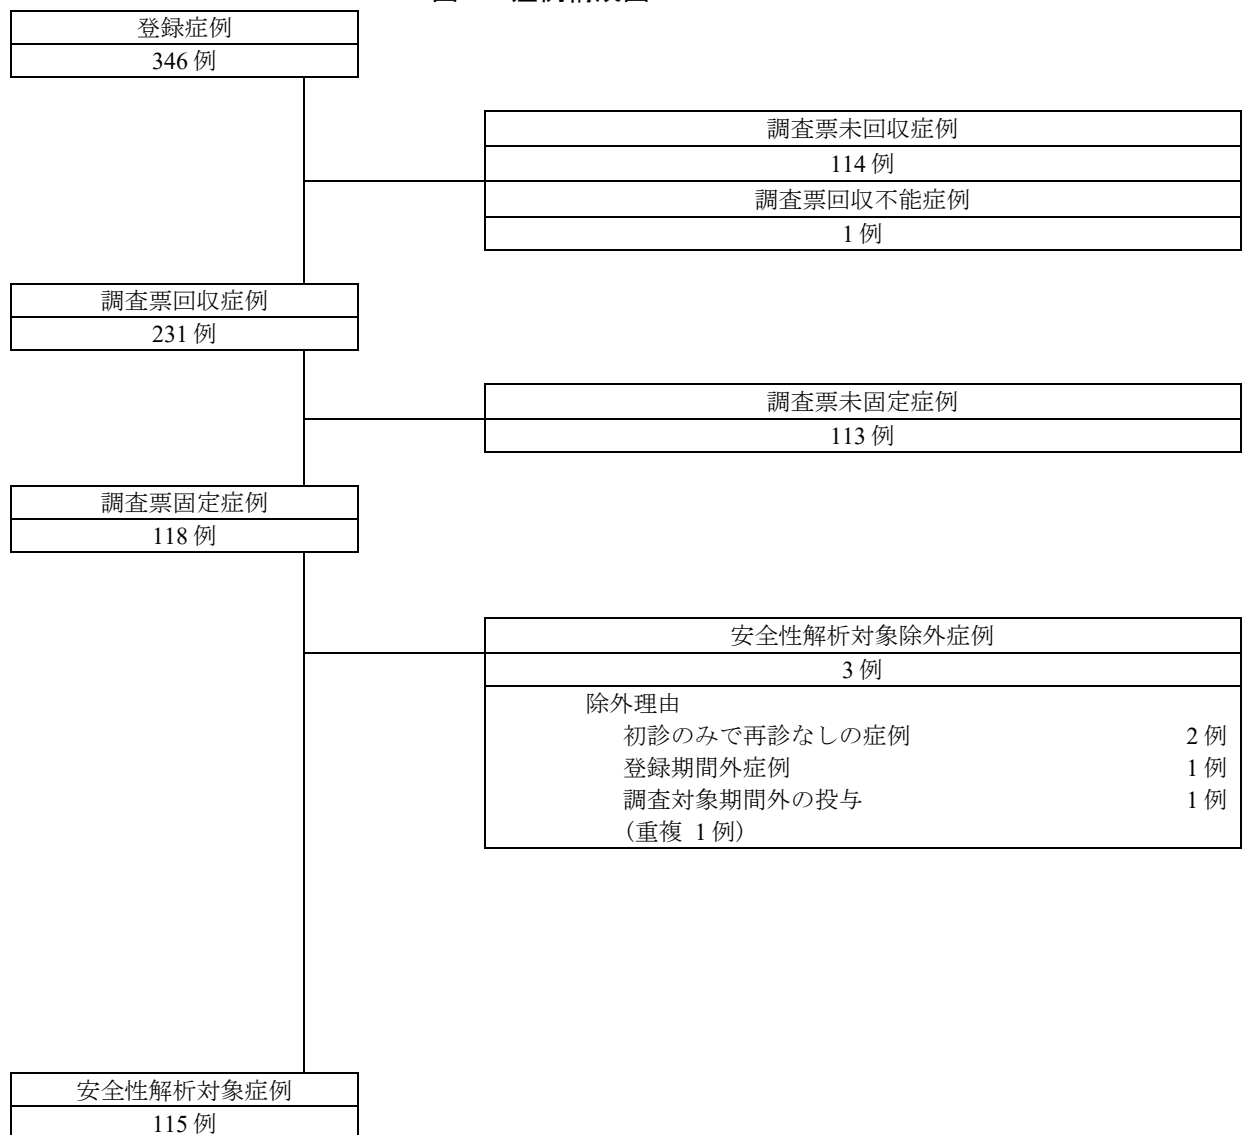 登録症例
346 例
調査票未回収症例
114 例
調査票回収不能症例
1 例
調査票回収症例
231 例
調査票未固定症例
113 例
調査票固定症例
118 例
安全性解析対象除外症例
3 例
除外理由
初診のみで再診なしの症例 2 例
登録期間外症例 1 例
調査対象期間外の投与 1 例
（重複 1 例）
安全性解析対象症例
115 例